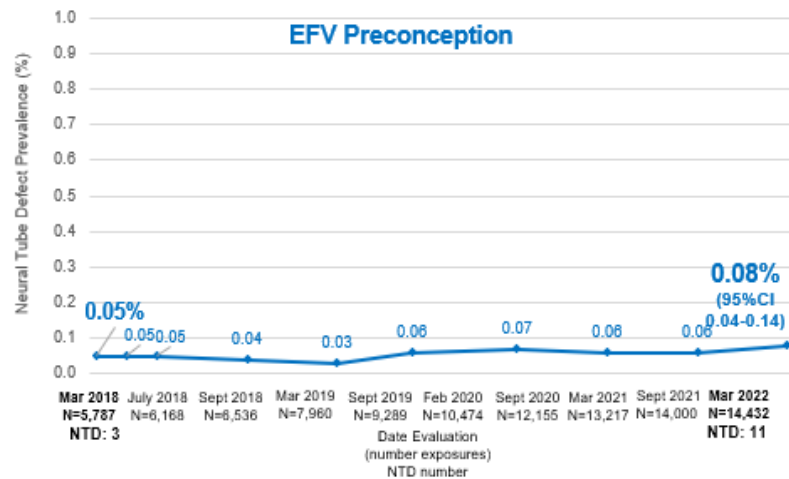 EFV Preconception
Neural Tube Defect Prevalence (%)
1.0
0.9
0.8
0.7
0.6
0.5
0.4
0.3
0.2
0.1
0.0
0.05%
0.05
0.05
0.04
0.03
0.06
0.07
0.06
0.06
0.08%
(95%CI
0.04-0.14)
Mar 2018
N=5,787
NTD: 3
July 2018
N=6,168
Sept 2018
N=6,536
Mar 2019
N=7,960
Sept 2019
N=9,289
Feb 2020
N=10,474
Sept 2020
N=12,155
Mar 2021
N=13,217
Sept 2021
N=14,000
Mar 2022
N=14,432
NTD: 11
Date Evaluation
(number exposures)
NTD number